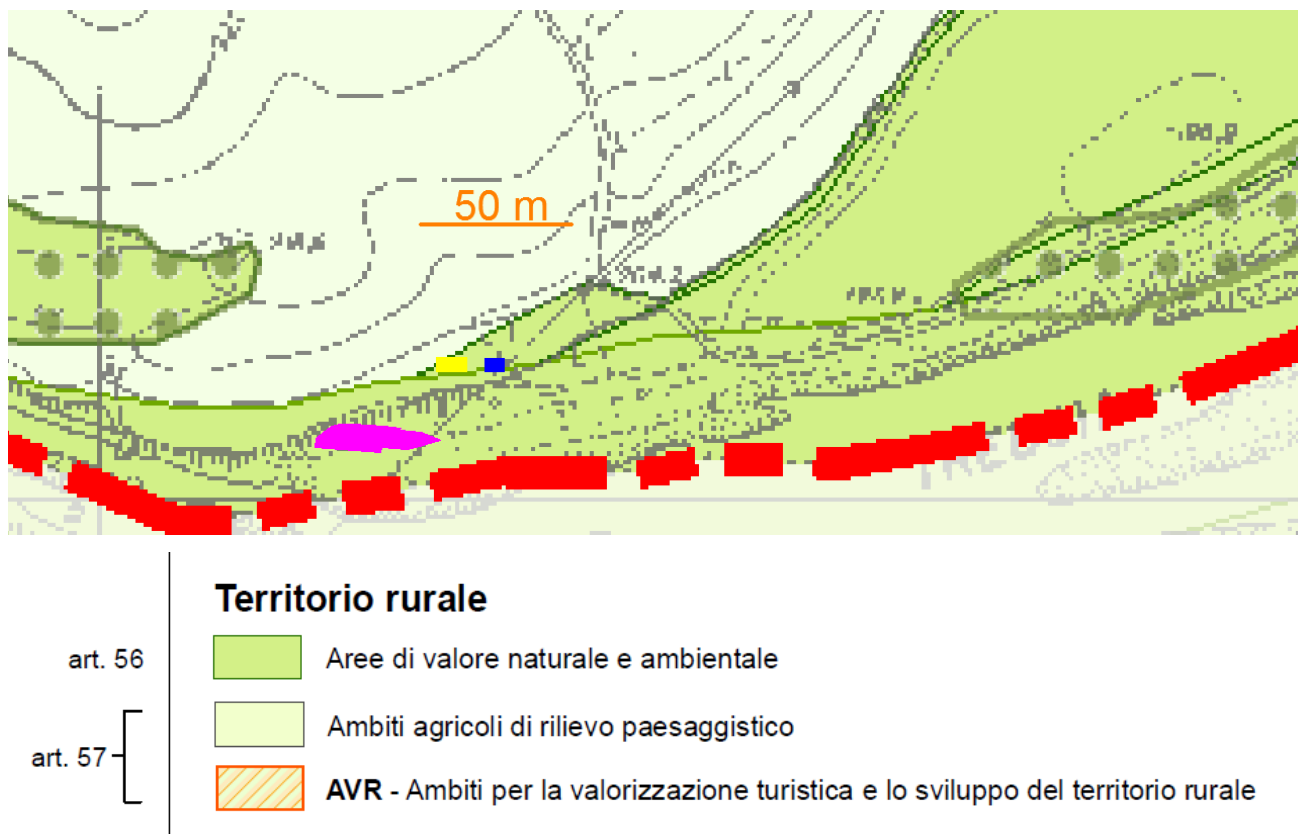 50 m
Territorio rurale
art. 56
Aree di valore naturale e ambientale
Ambiti agricoli di rilievo paesaggistico
art. 57
AVR - Ambiti per la valorizzazione turistica e lo sviluppo del territorio rurale